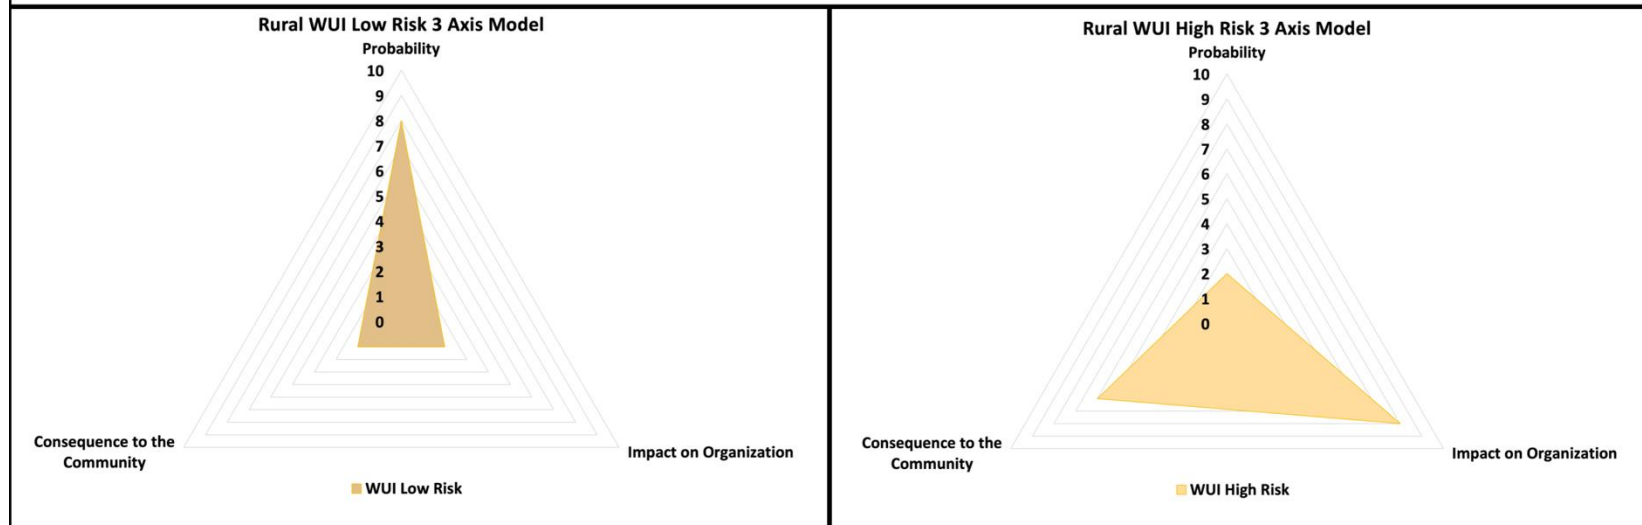 Rural WUI Low Risk 3 Axis Model
Probability
10
9
8
7
6
5
4
3
2
1
0
Consequence to the
Community
Impact on Organization
WUI Low Risk
Rural WUI High Risk 3 Axis Model
Probability
10
9
8
7
6
5
4
3
2
1
0
Consequence to the
Community
Impact on Organization
WUI High Risk